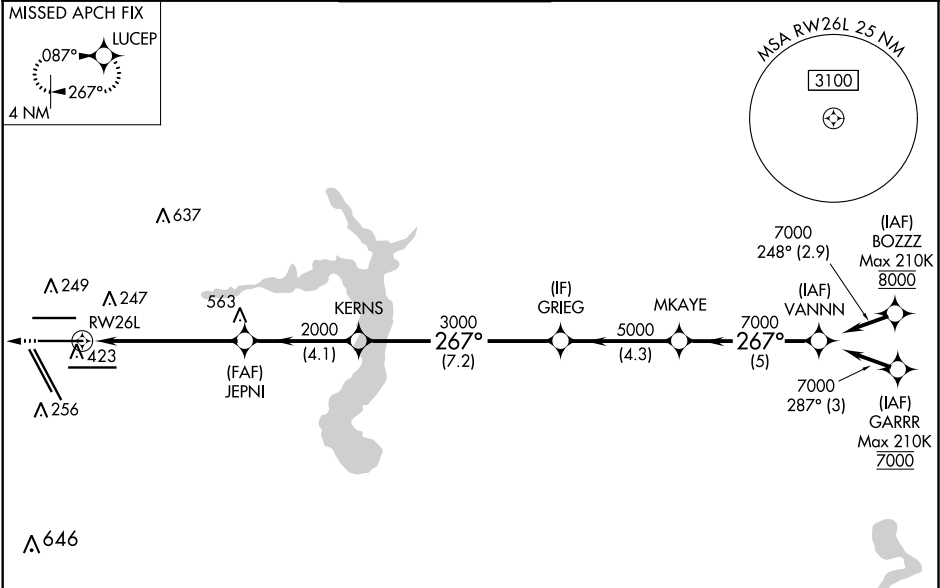 MISSED APCH FIX
LUCEP
087°
267°
4 NM
MSA RW26L 25 NM
3100
637
249
247
RW26L
423
256
646
563
(FAF)
JEPNI
2000
(4.1)
KERNS
3000
267°
(7.2)
(IF)
GRIEG
5000
(4.3)
MKAYE
7000
267°
(5)
(IAF)
VANNN
7000
248° (2.9)
(IAF)
BOZZZ
Max 210K
8000
7000
287° (3)
(IAF)
GARRR
Max 210K
7000